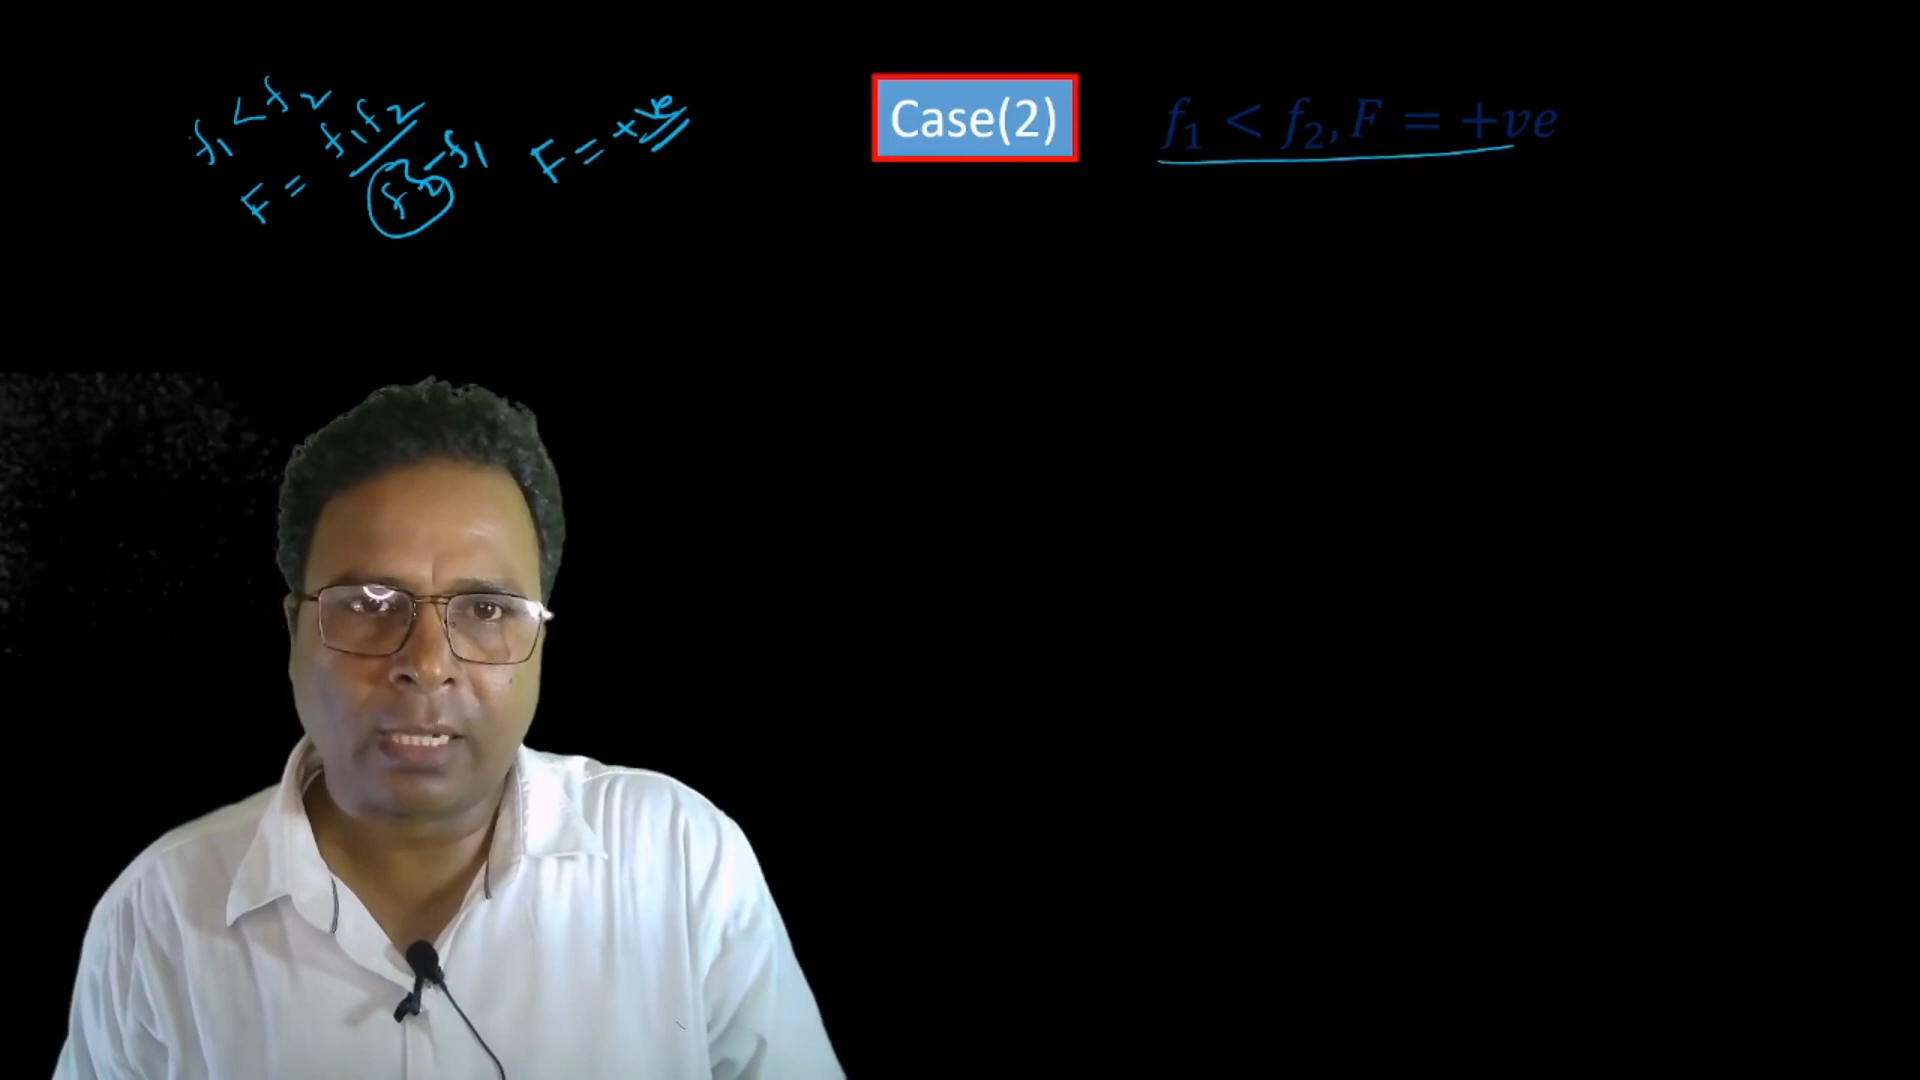 f₁ < f₂
F = f₁f₂ / f₂ - f₁
F = +ve
Case(2)
f₁ < f₂, F = +ve